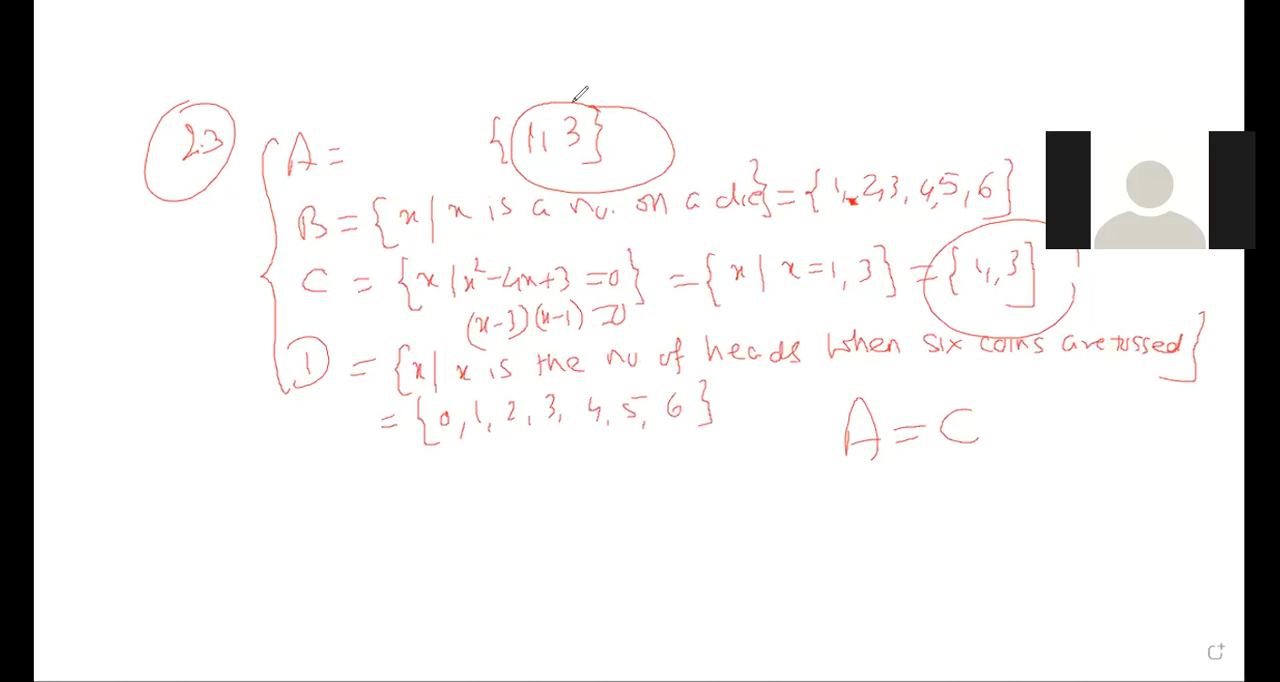 2.3
A = {1, 3}
B = {x | x is a no. on a die} = {1, 2, 3, 4, 5, 6}
C = {x | x² - 4x + 3 = 0} = {x | x = 1, 3} = {1, 3}
(x-3)(x-1) = 0
D = {x | x is the no of heads when six coins are tossed}
= {0, 1, 2, 3, 4, 5, 6}
A = C